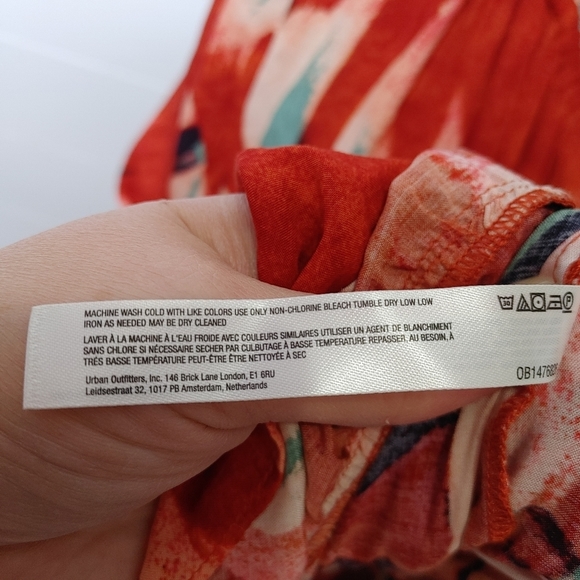 MACHINE WASH COLD WITH LIKE COLORS USE ONLY NON-CHLORINE BLEACH TUMBLE DRY LOW LOW
IRON AS NEEDED MAY BE DRY CLEANED
LAVER À LA MACHINE À L'EAU FROIDE AVEC COULEURS SIMILAIRES UTILISER UN AGENT DE BLANCHIMENT
SANS CHLORE SI NÉCESSAIRE SECHER PAR CULBUTAGE À BASSE TEMPERATURE REPASSER, AU BESOIN, À
TRÉS BASSE TEMPÉRATURE PEUT-ÊTRE ÊTRE NETTOYÉE À SEC
Urban Outfitters, Inc. 146 Brick Lane London, E1 6RU
Leidsestraat 32, 1017 PB Amsterdam, Netherlands